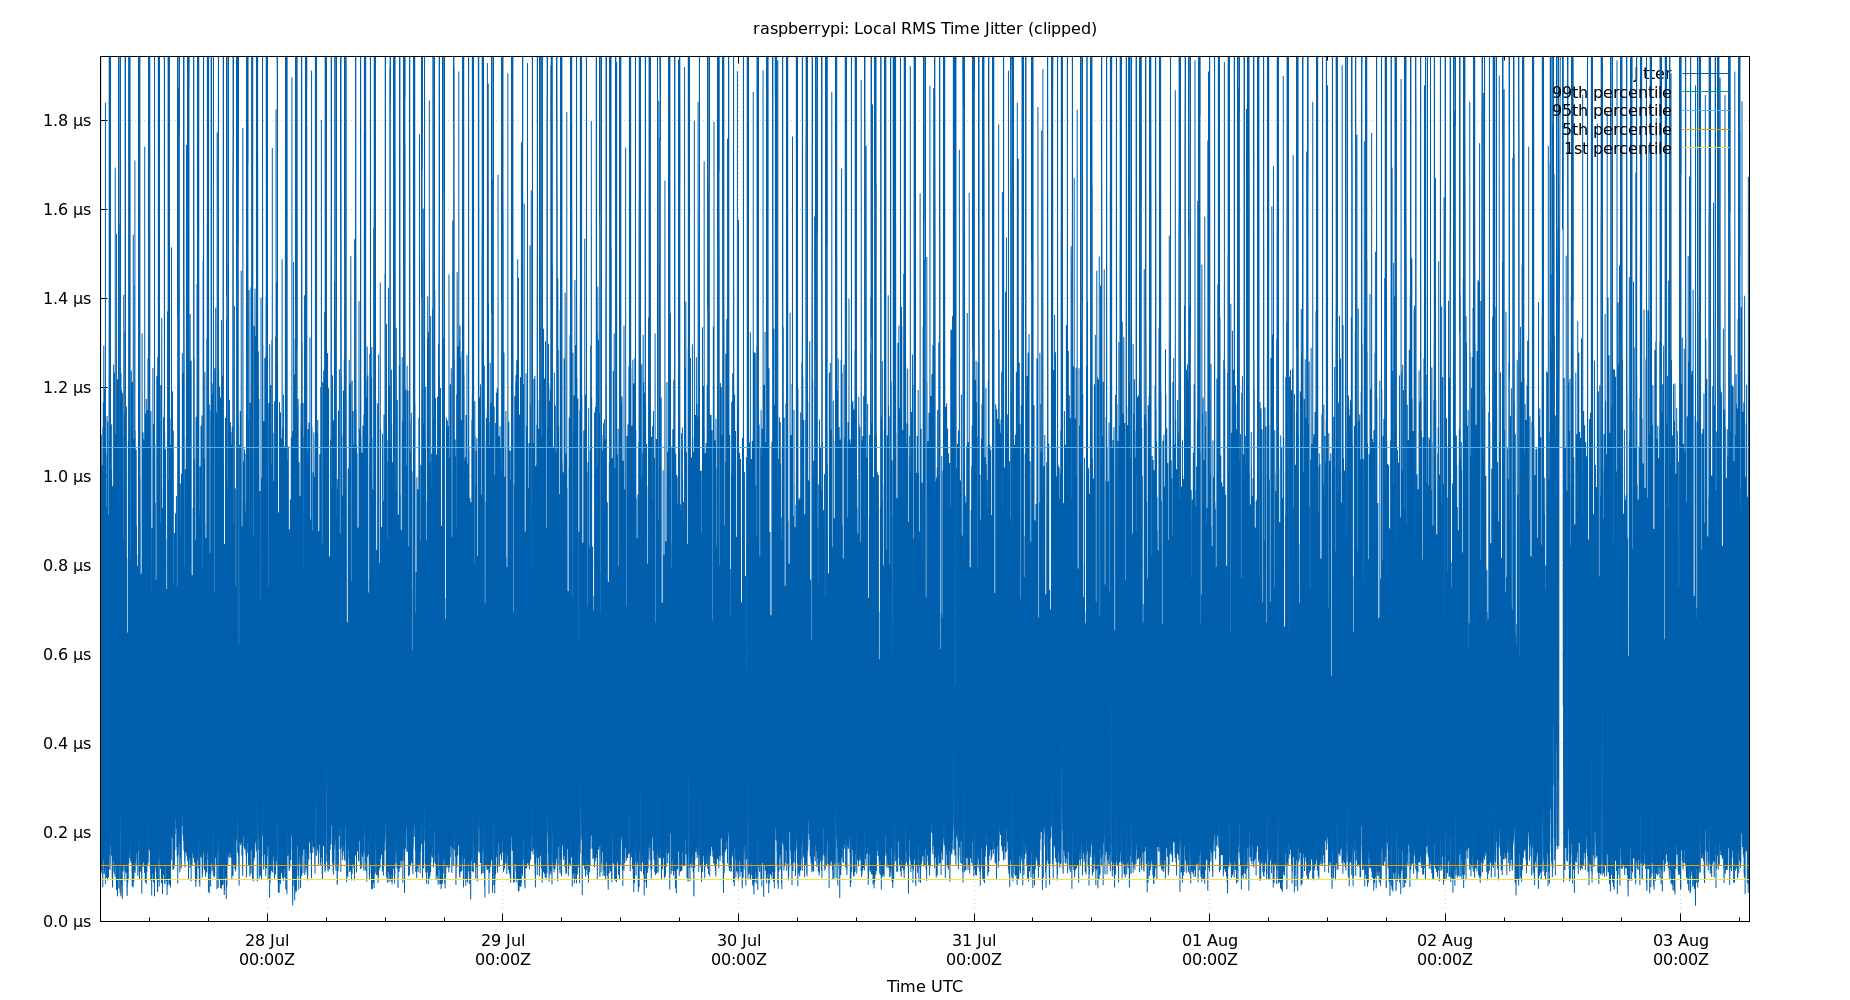 raspberrypi: Local RMS Time Jitter (clipped)
jitter
99th percentile
95th percentile
5th percentile
1st percentile
1.8 μs
1.6 μs
1.4 μs
1.2 μs
1.0 μs
0.8 μs
0.6 μs
0.4 μs
0.2 μs
0.0 μs
28 Jul 29 Jul 30 Jul 31 Jul 01 Aug 02 Aug 03 Aug
00:00Z 00:00Z 00:00Z 00:00Z 00:00Z 00:00Z 00:00Z
Time UTC